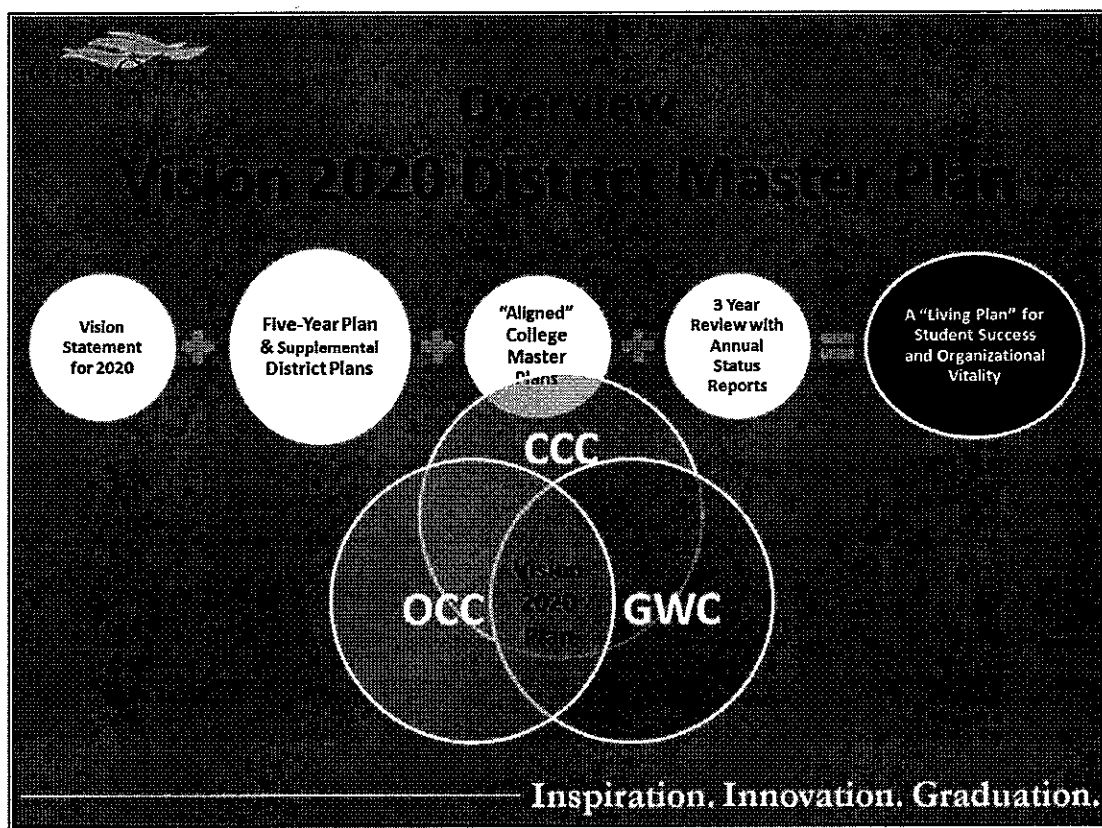 Overview
Vision 2020 District Master Plan
Vision
Statement
for 2020
Five-Year Plan
& Supplemental
District Plans
"Aligned"
College
Master
Plans
3 Year
Review with
Annual
Status
Reports
A "Living Plan" for
Student Success
and Organizational
Vitality
CCC
OCC
GWC
Vision
2020
Plan
Inspiration. Innovation. Graduation.